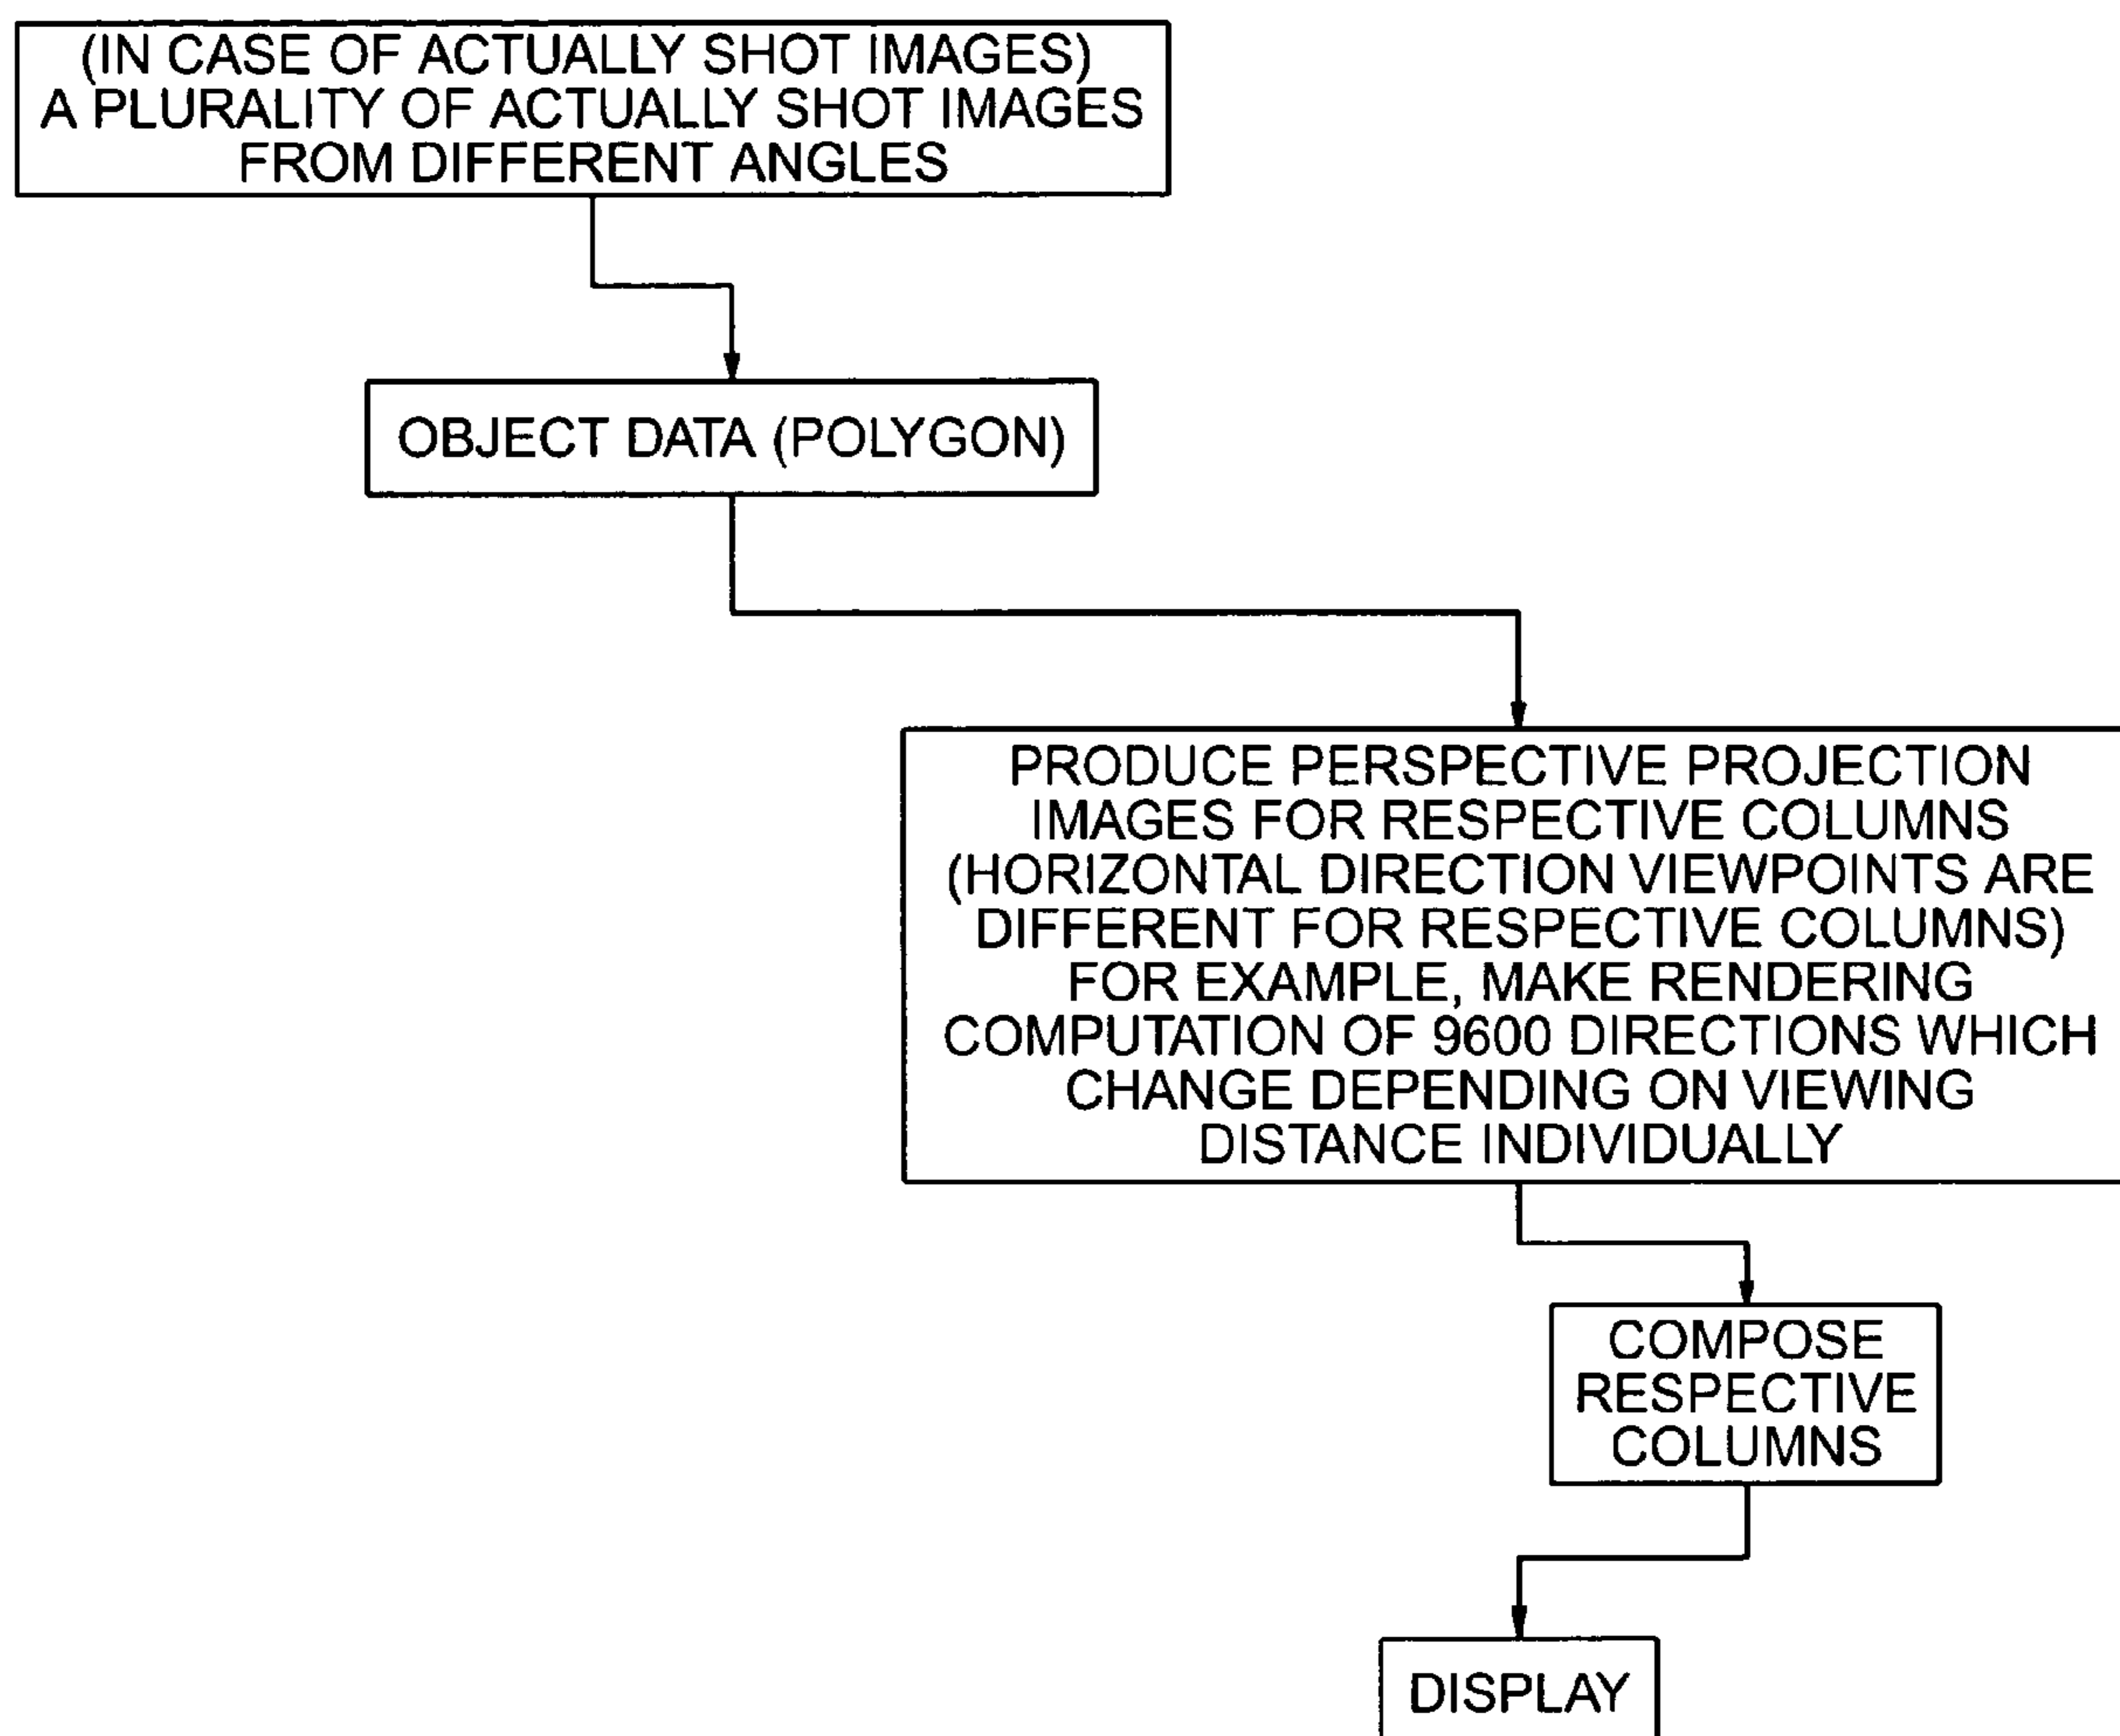 (IN CASE OF ACTUALLY SHOT IMAGES)
A PLURALITY OF ACTUALLY SHOT IMAGES
FROM DIFFERENT ANGLES
OBJECT DATA (POLYGON)
PRODUCE PERSPECTIVE PROJECTION
IMAGES FOR RESPECTIVE COLUMNS
(HORIZONTAL DIRECTION VIEWPOINTS ARE
DIFFERENT FOR RESPECTIVE COLUMNS)
FOR EXAMPLE, MAKE RENDERING
COMPUTATION OF 9600 DIRECTIONS WHICH
CHANGE DEPENDING ON VIEWING
DISTANCE INDIVIDUALLY
COMPOSE
RESPECTIVE
COLUMNS
DISPLAY